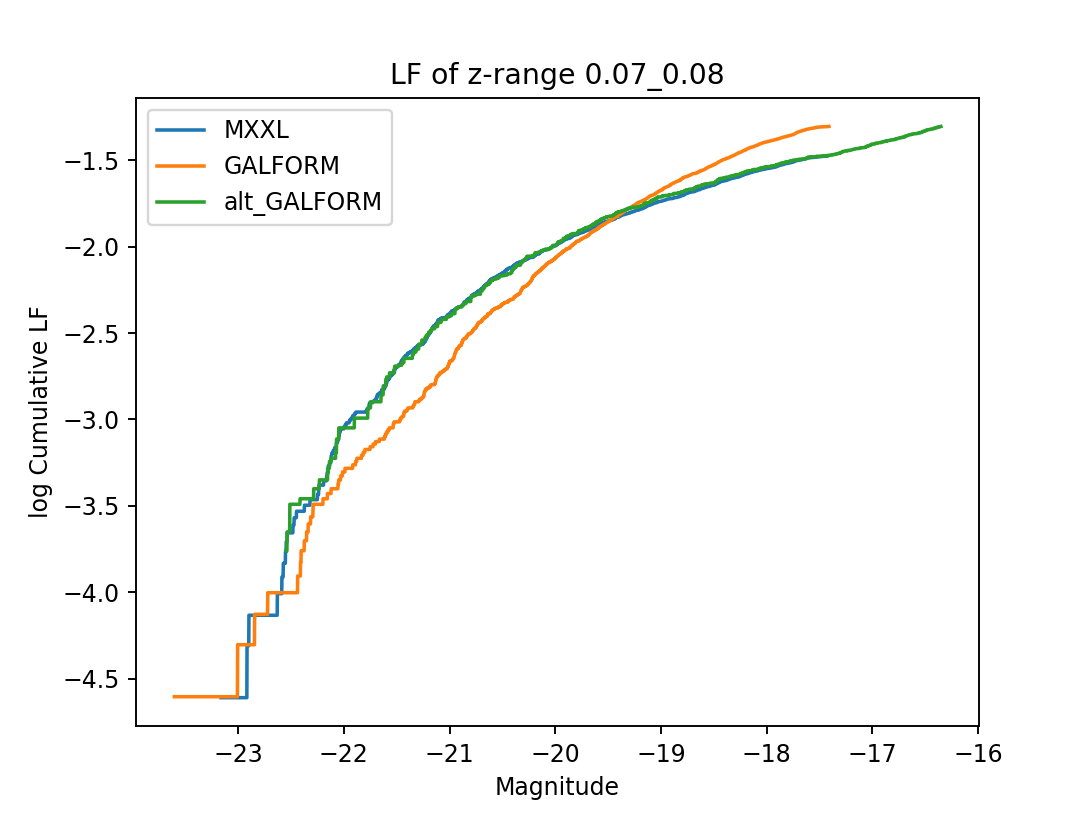 LF of z-range 0.07_0.08
MXXL
GALFORM
alt_GALFORM
−1.5
−2.0
−2.5
−3.0
−3.5
−4.0
−4.5
log Cumulative LF
−23 −22 −21 −20 −19 −18 −17 −16
Magnitude